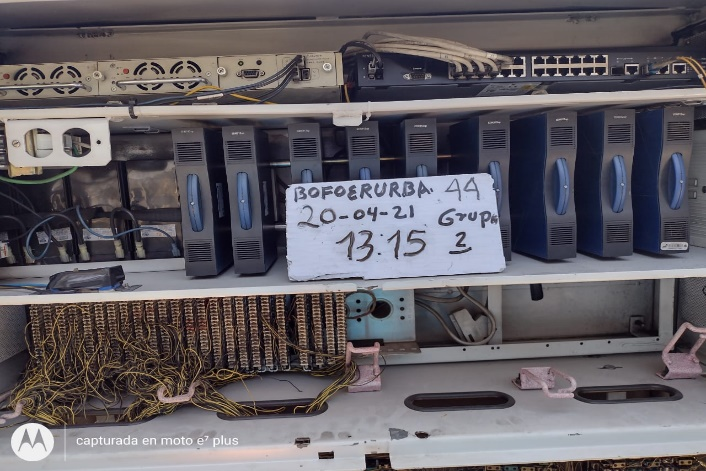 BOFOERURBA. 44
20-04-21 Grupo
13:15 2
capturada en moto e⁷ plus